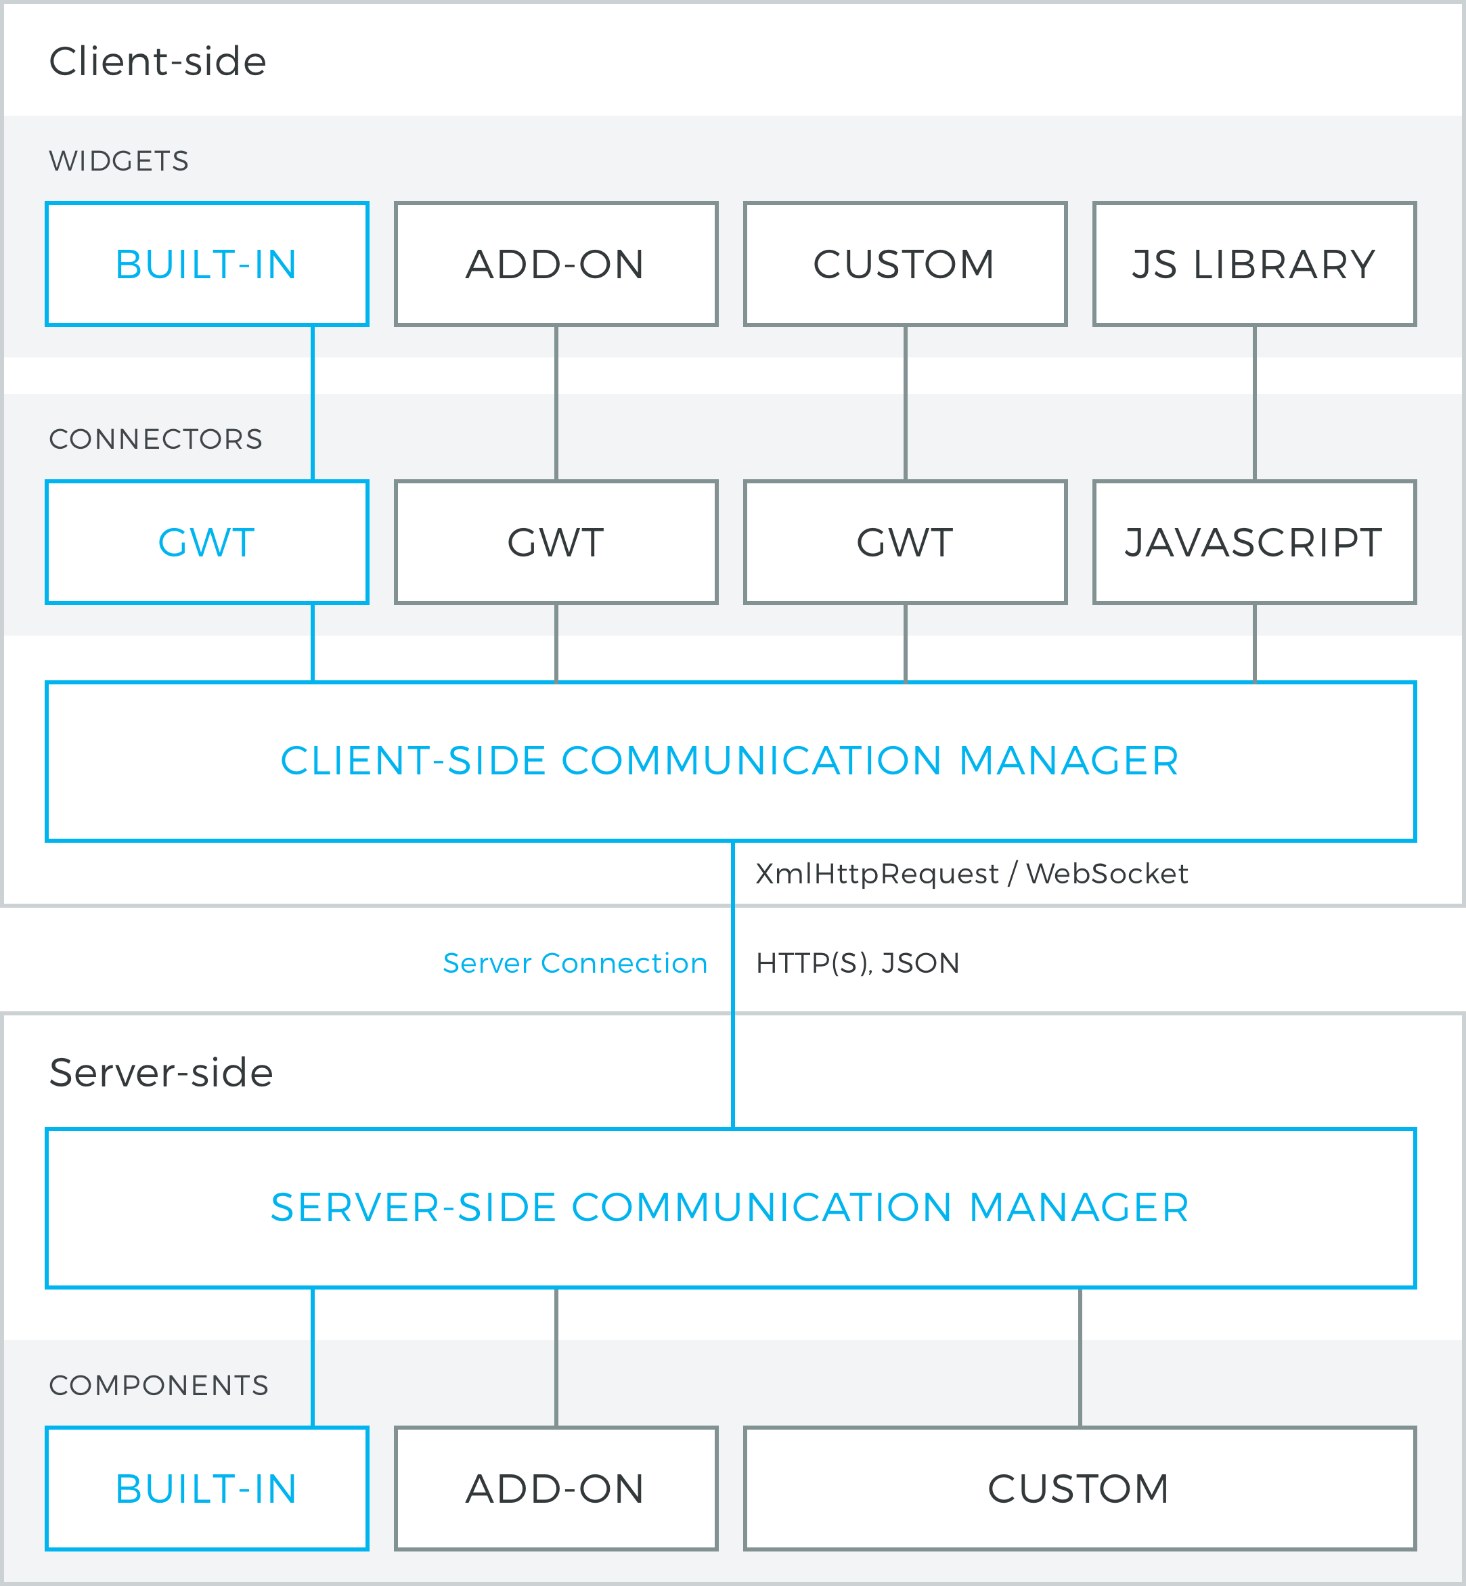 Client-side
WIDGETS
BUILT-IN
ADD-ON
CUSTOM
JS LIBRARY
CONNECTORS
GWT
GWT
GWT
JAVASCRIPT
CLIENT-SIDE COMMUNICATION MANAGER
XmlHttpRequest / WebSocket
Server Connection
HTTP(S), JSON
Server-side
SERVER-SIDE COMMUNICATION MANAGER
COMPONENTS
BUILT-IN
ADD-ON
CUSTOM